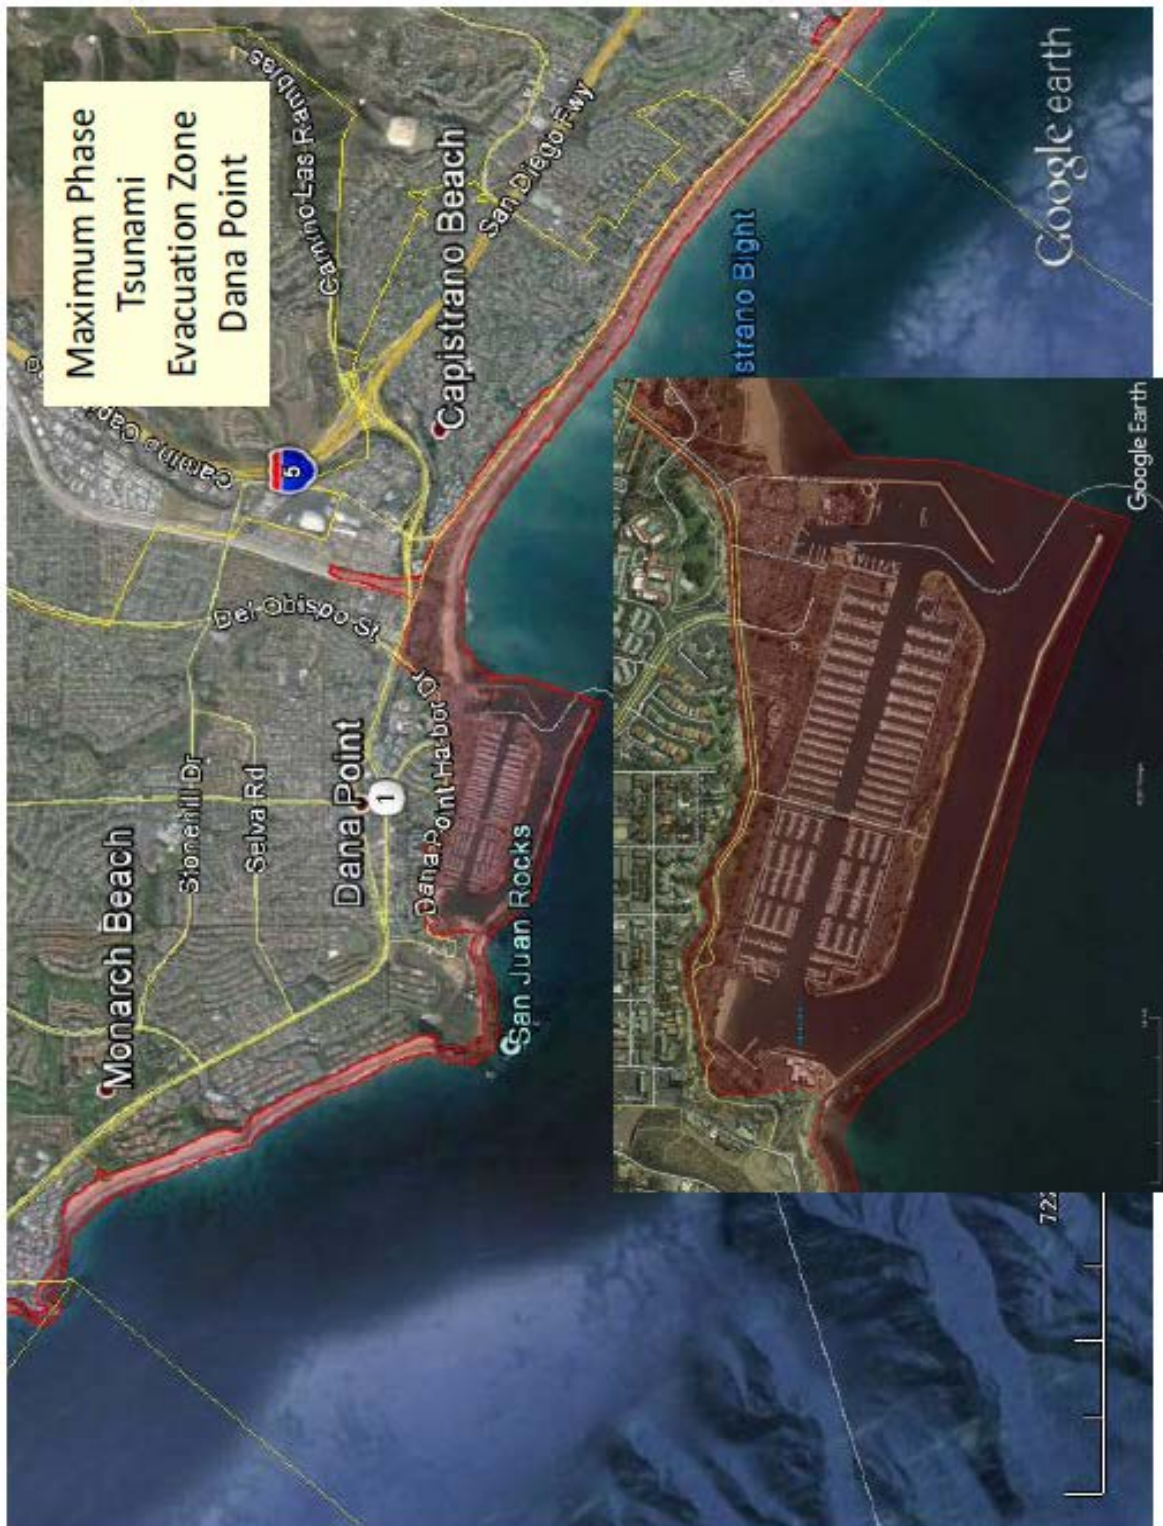 Maximum Phase
Tsunami
Evacuation Zone
Dana Point
Camino Las Ramblas
San Diego Fwy
Capistrano Beach
5
Del Obispo St
Stonehill Dr
Selva Rd
Monarch Beach
Dana Point
1
Dana Point Harbor Dr
San Juan Rocks
strano Bight
Google earth
Google Earth